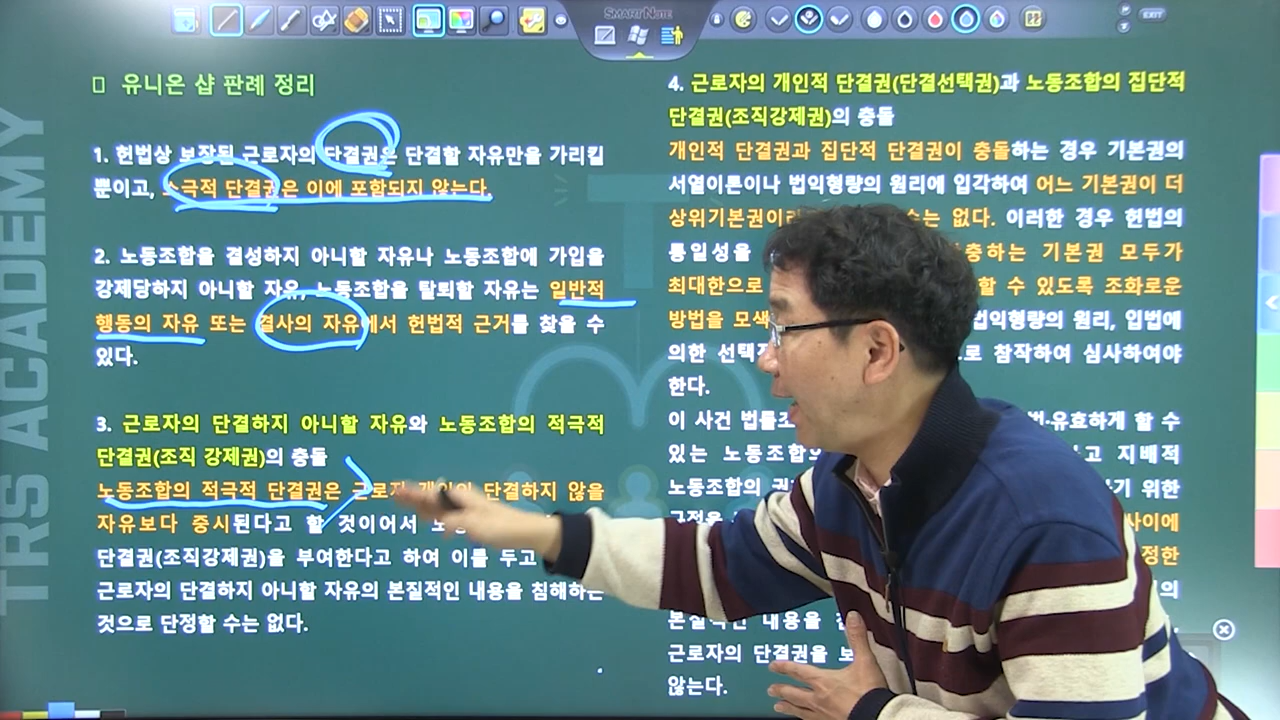 SMARTNOTE
EXIT
TRS ACADEMY
유니온 샵 판례 정리
1. 헌법상 보장된 근로자의 단결권은 단결할 자유만을 가리킬
뿐이고, 소극적 단결권은 이에 포함되지 않는다.
2. 노동조합을 결성하지 아니할 자유나 노동조합에 가입을
강제당하지 아니할 자유, 노동조합을 탈퇴할 자유는 일반적
행동의 자유 또는 결사의 자유에서 헌법적 근거를 찾을 수
있다.
3. 근로자의 단결하지 아니할 자유와 노동조합의 적극적
단결권(조직 강제권)의 충돌
노동조합의 적극적 단결권은 근로자 개인의 단결하지 않을
자유보다 중시된다고 할 것이어서
단결권(조직강제권)을 부여한다고 하여 이를 두고
근로자의 단결하지 아니할 자유의 본질적인 내용을 침해하는
것으로 단정할 수는 없다.
4. 근로자의 개인적 단결권(단결선택권)과 노동조합의 집단적
단결권(조직강제권)의 충돌
개인적 단결권과 집단적 단결권이 충돌하는 경우 기본권의
서열이론이나 법익형량의 원리에 입각하여 어느 기본권이 더
상위기본권이라 수는 없다. 이러한 경우 헌법의
통일성을 충하는 기본권 모두가
최대한으로 할 수 있도록 조화로운
방법을 모색 법익형량의 원리, 입법에
의한 선택적 로 참작하여 심사하여야
한다.
이 사건 법률조 법·유효하게 할 수
있는 노동조합의 고 지배적
노동조합의 권 기 위한
사이에
정한
의
본질적인 내용을
근로자의 단결권을 보
않는다.